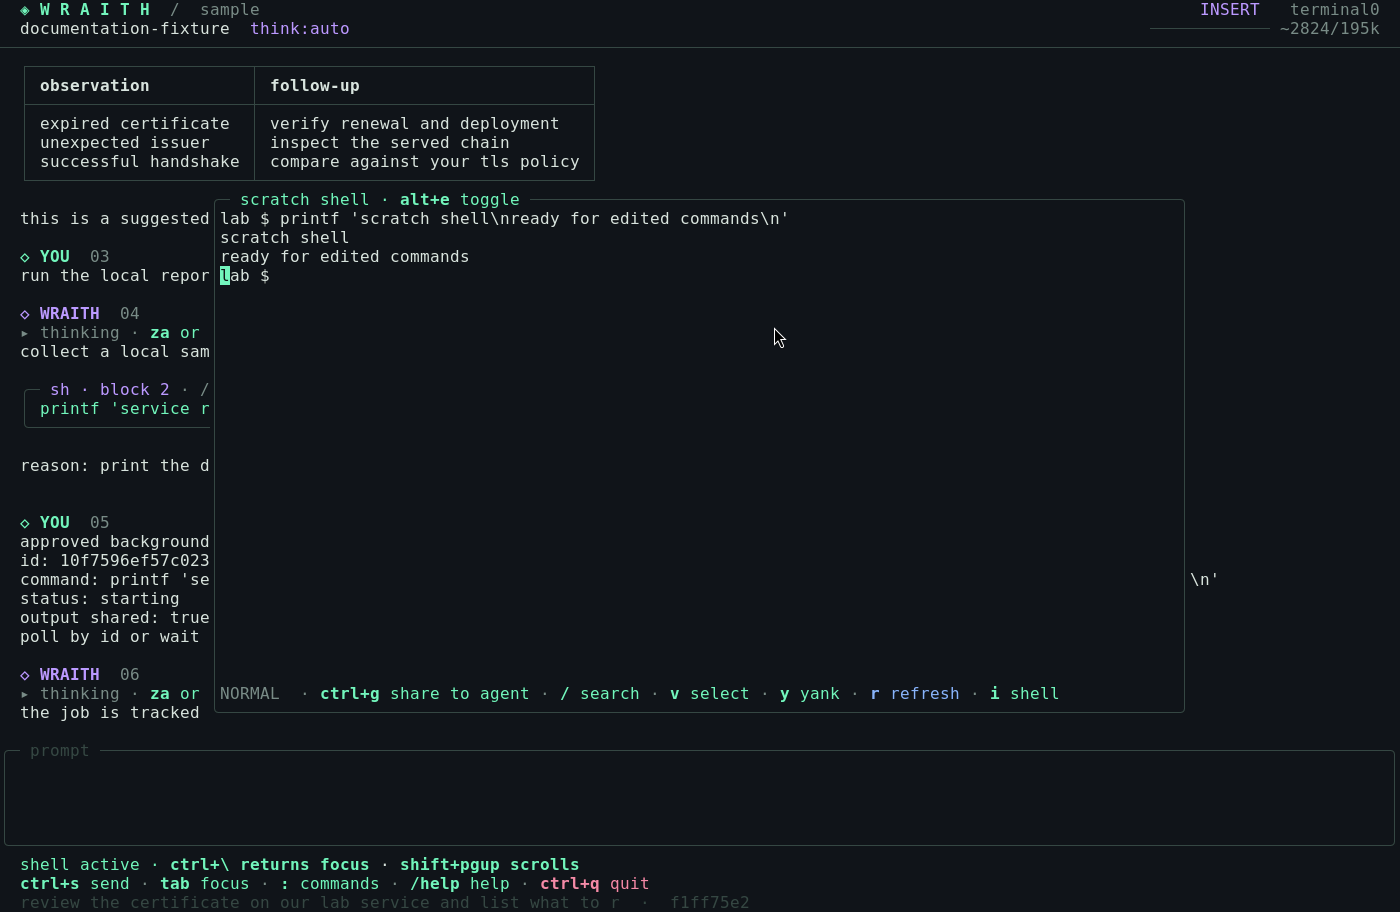 ◈ W R A I T H / sample INSERT terminal0
documentation-fixture think:auto ~2824/195k
observation follow-up
expired certificate verify renewal and deployment
unexpected issuer inspect the served chain
successful handshake compare against your tls policy
scratch shell · alt+e toggle
this is a suggested lab $ printf 'scratch shell\nready for edited commands\n'
scratch shell
◇ YOU 03 ready for edited commands
run the local repor lab $
◇ WRAITH 04
▸ thinking · za or
collect a local sam
sh · block 2 · /
printf 'service r
reason: print the d
◇ YOU 05
approved background
id: 10f7596ef57c023
command: printf 'se \n'
status: starting
output shared: true
poll by id or wait
◇ WRAITH 06
▸ thinking · za or NORMAL · ctrl+g share to agent · / search · v select · y yank · r refresh · i shell
the job is tracked
prompt
shell active · ctrl+\ returns focus · shift+pgup scrolls
ctrl+s send · tab focus · : commands · /help help · ctrl+q quit
review the certificate on our lab service and list what to r · f1ff75e2